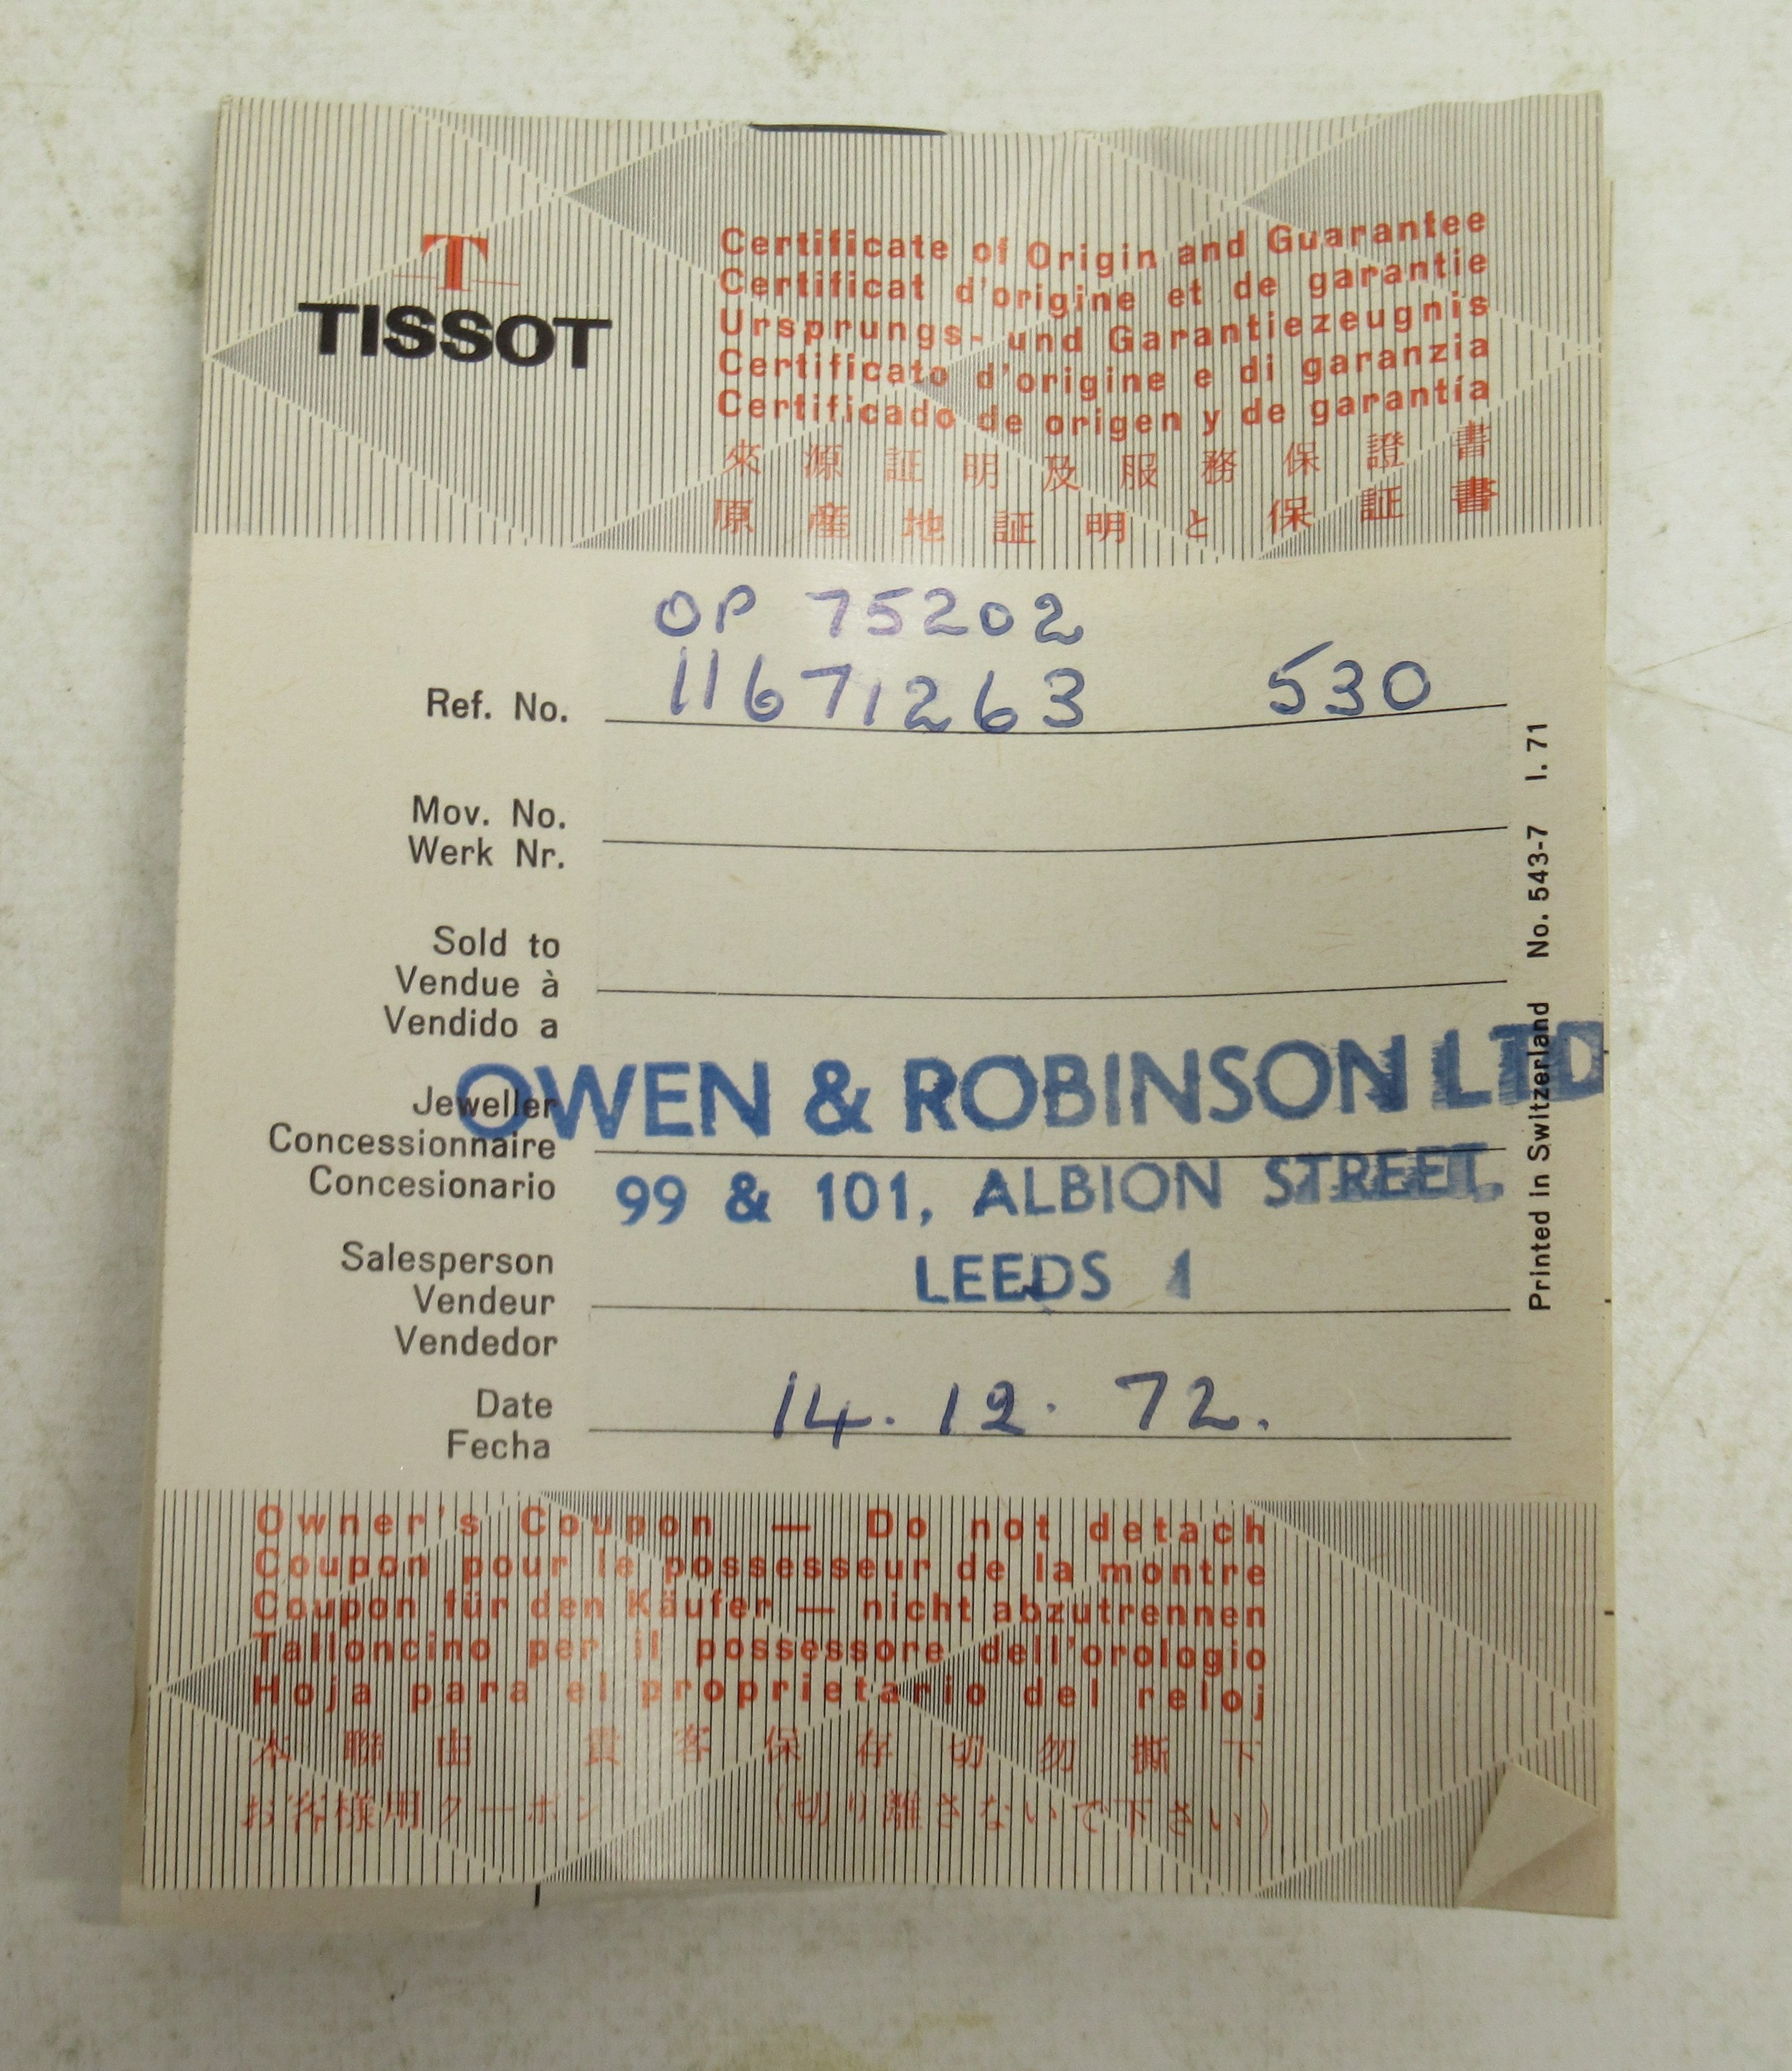 T
TISSOT
Certificate of Origin and Guarantee
Certificat d'origine et de garantie
Ursprungs- und Garantiezeugnis
Certificato d'origine e di garanzia
Certificado de origen y de garantía
來源証明及服務保證書
原産地証明と保証書
OP 75202
Ref. No. 11671263 530
Mov. No.
Werk Nr.
Sold to
Vendue à
Vendido a
Jeweller
Concessionnaire
Concesionario
OWEN & ROBINSON LTD
99 & 101, ALBION STREET,
LEEDS 1
Salesperson
Vendeur
Vendedor
Date
Fecha
14.12.72.
Printed in Switzerland No. 543-7 I. 71
Owner's Coupon — Do not detach
Coupon pour le possesseur de la montre
Coupon für den Käufer — nicht abzutrennen
Talloncino per il possessore dell'orologio
Hoja para el proprietario del reloj
本聯由 貴客保存切勿撕下
お客様用クーポン (切り離さないで下さい)